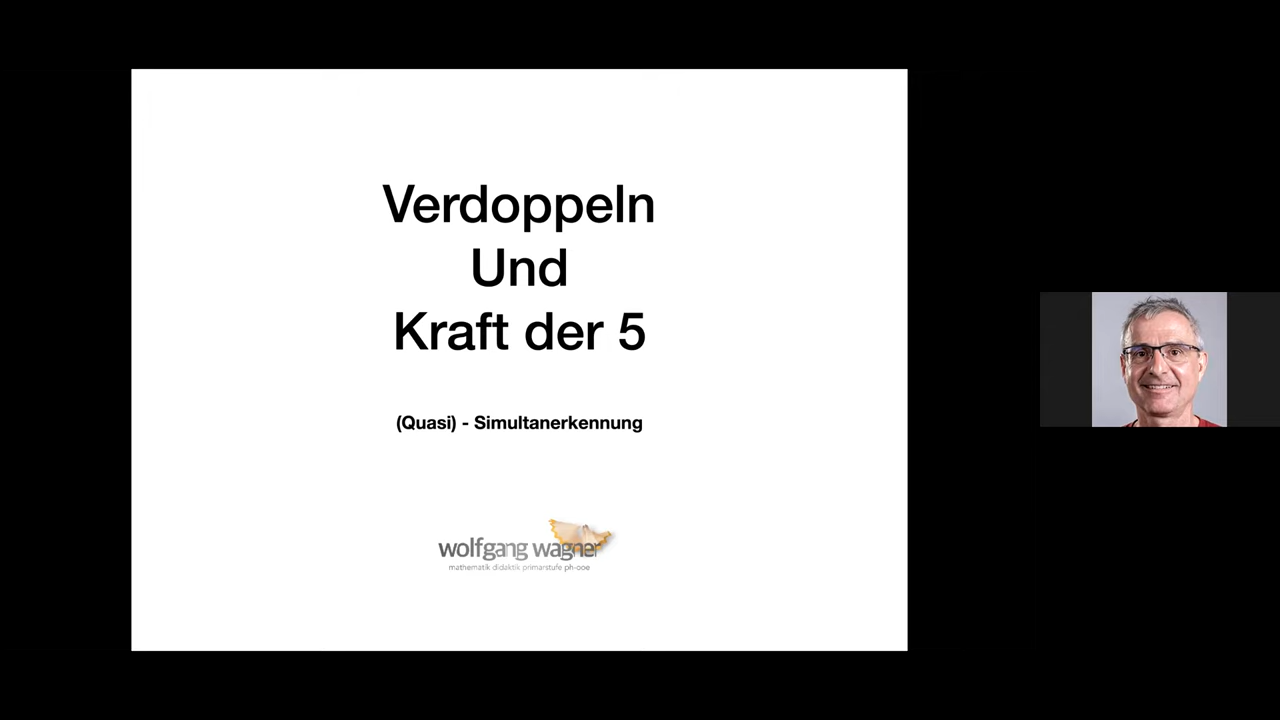 Verdoppeln
Und
Kraft der 5
(Quasi) - Simultanerkennung
wolfgang wagner
mathematik didaktik primarstufe ph-ooe